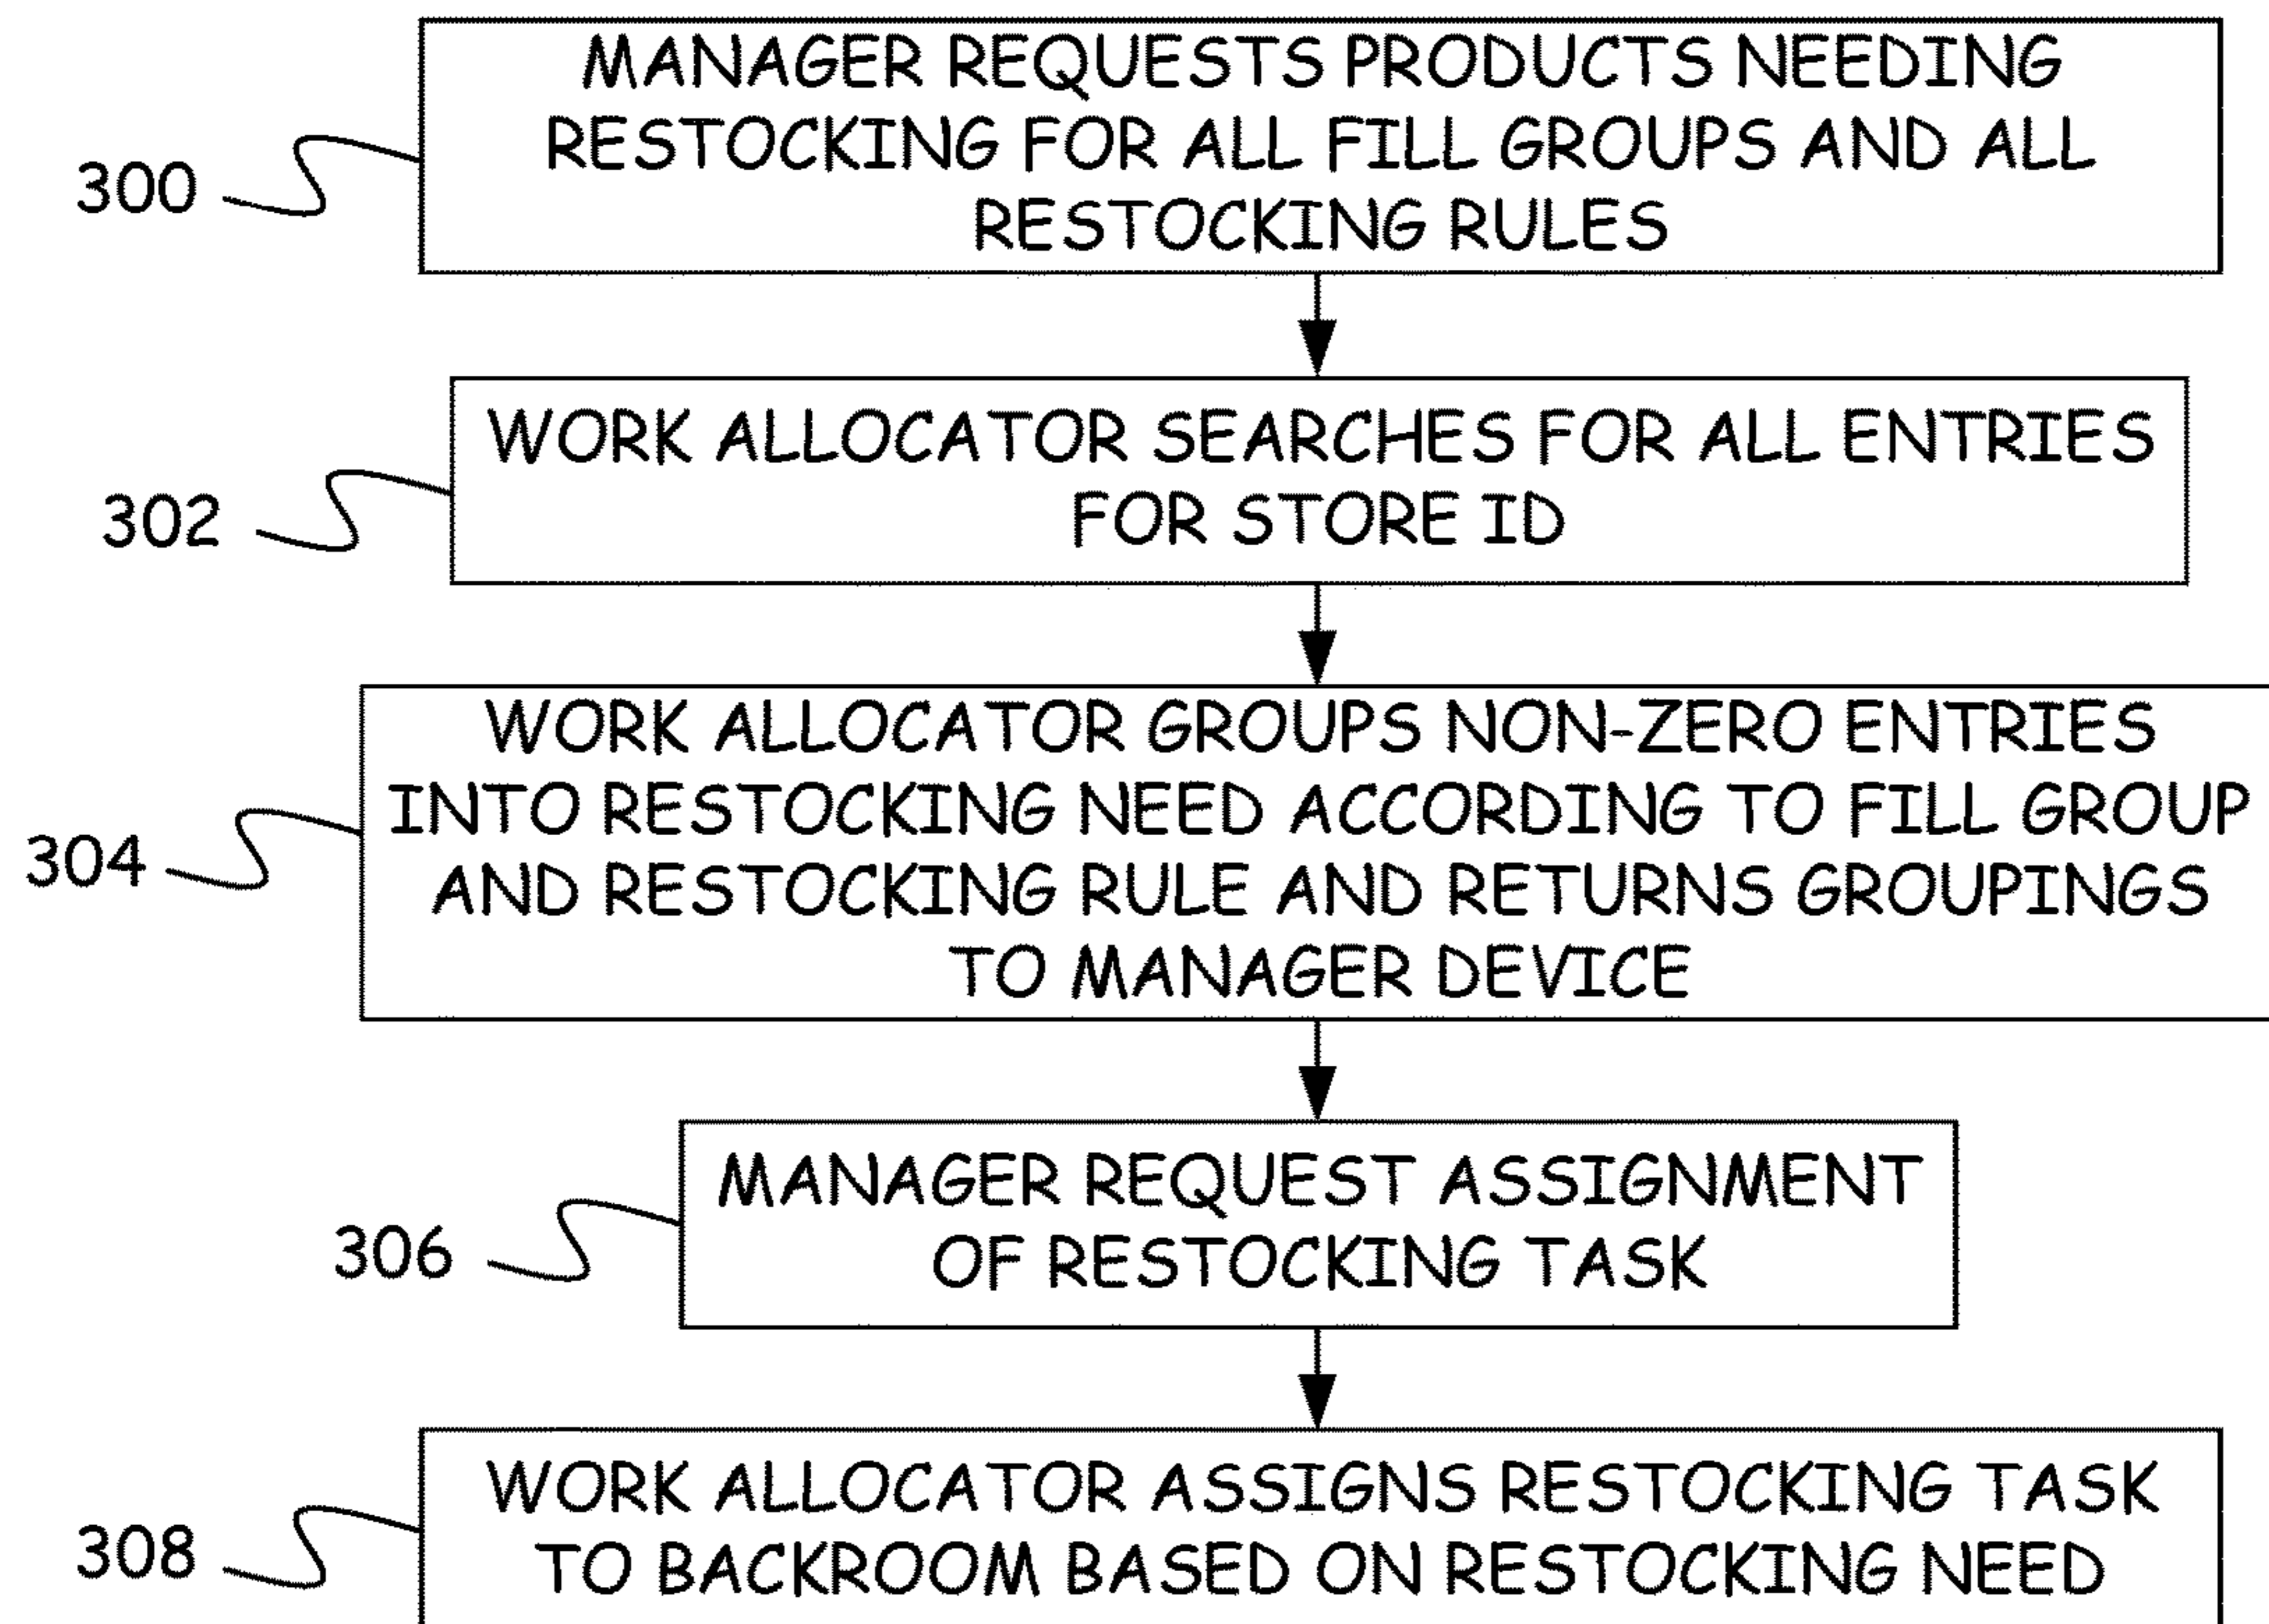 MANAGER REQUESTS PRODUCTS NEEDING
RESTOCKING FOR ALL FILL GROUPS AND ALL
RESTOCKING RULES
300
WORK ALLOCATOR SEARCHES FOR ALL ENTRIES
FOR STORE ID
302
WORK ALLOCATOR GROUPS NON-ZERO ENTRIES
INTO RESTOCKING NEED ACCORDING TO FILL GROUP
AND RESTOCKING RULE AND RETURNS GROUPINGS
TO MANAGER DEVICE
304
MANAGER REQUEST ASSIGNMENT
OF RESTOCKING TASK
306
WORK ALLOCATOR ASSIGNS RESTOCKING TASK
TO BACKROOM BASED ON RESTOCKING NEED
308